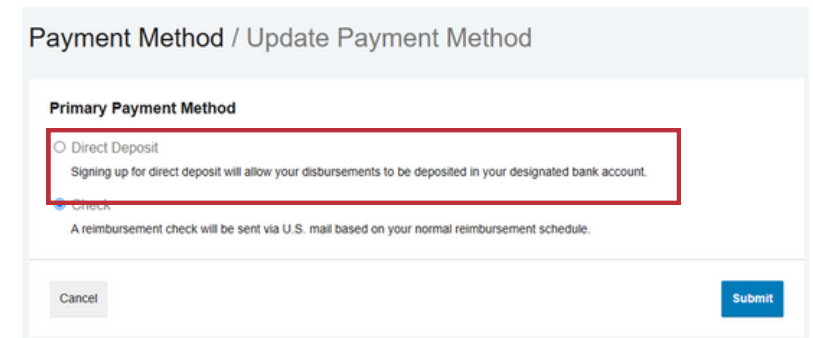 Payment Method / Update Payment Method
Primary Payment Method
Direct Deposit
Signing up for direct deposit will allow your disbursements to be deposited in your designated bank account.
Check
A reimbursement check will be sent via U.S. mail based on your normal reimbursement schedule.
Cancel
Submit